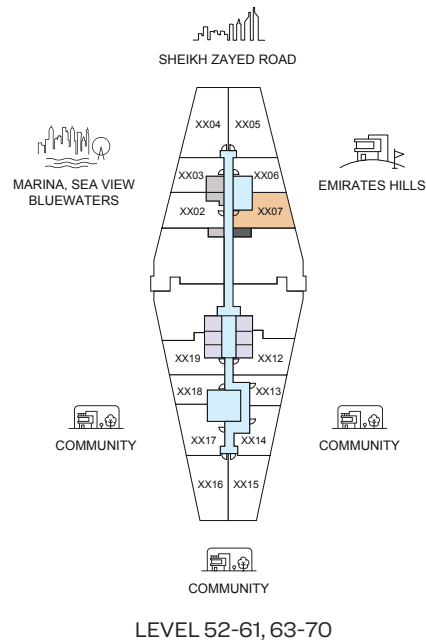 SHEIKH ZAYED ROAD
XX04 XX05
MARINA, SEA VIEW
BLUEWATERS
XX03 XX06
EMIRATES HILLS
XX02 XX07
XX19 XX12
XX18 XX13
COMMUNITY
COMMUNITY
XX17 XX14
XX16 XX15
COMMUNITY
LEVEL 52-61, 63-70